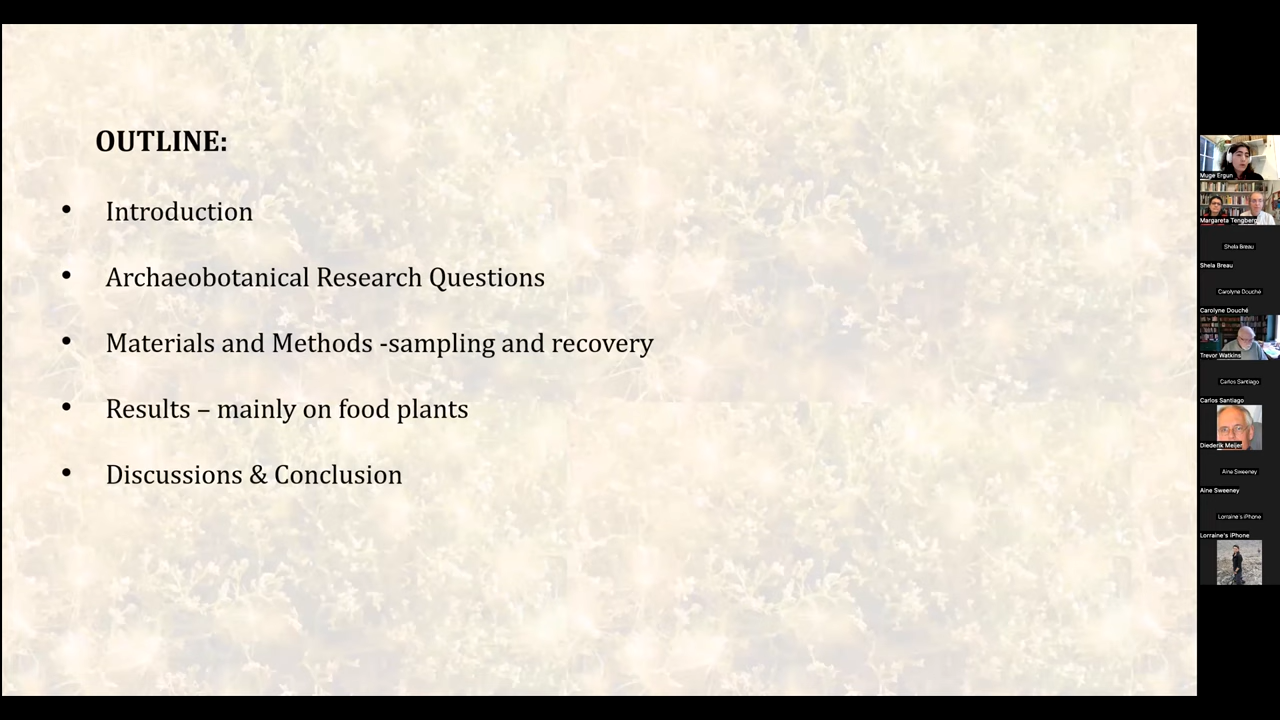 OUTLINE:
• Introduction
• Archaeobotanical Research Questions
• Materials and Methods -sampling and recovery
• Results – mainly on food plants
• Discussions & Conclusion
Muge Ergun
Margareta Tengberg
Shela Breau
Shela Breau
Carolyne Douché
Carolyne Douché
Trevor Watkins
Carlos Santiago
Carlos Santiago
Diederik Meijer
Aine Sweeney
Aine Sweeney
Lorraine's iPhone
Lorraine's iPhone